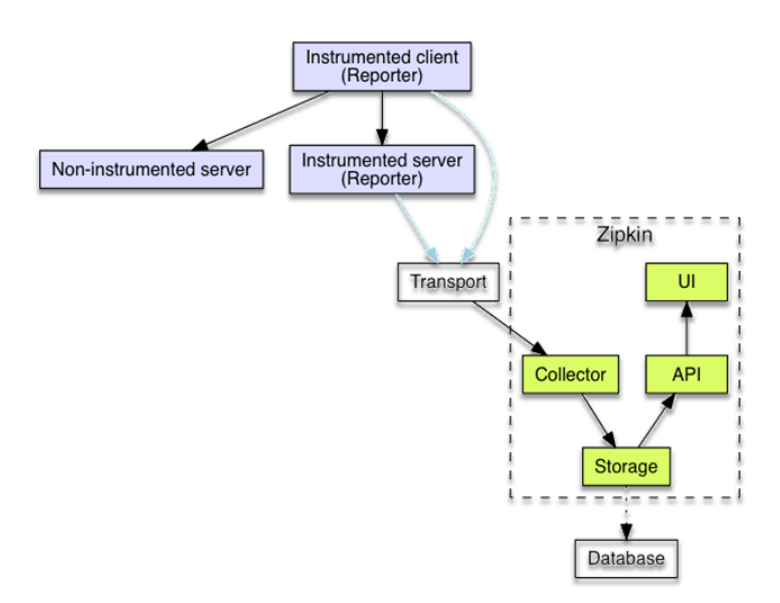 Instrumented client
(Reporter)
Non-instrumented server
Instrumented server
(Reporter)
Zipkin
Transport
UI
Collector
API
Storage
Database